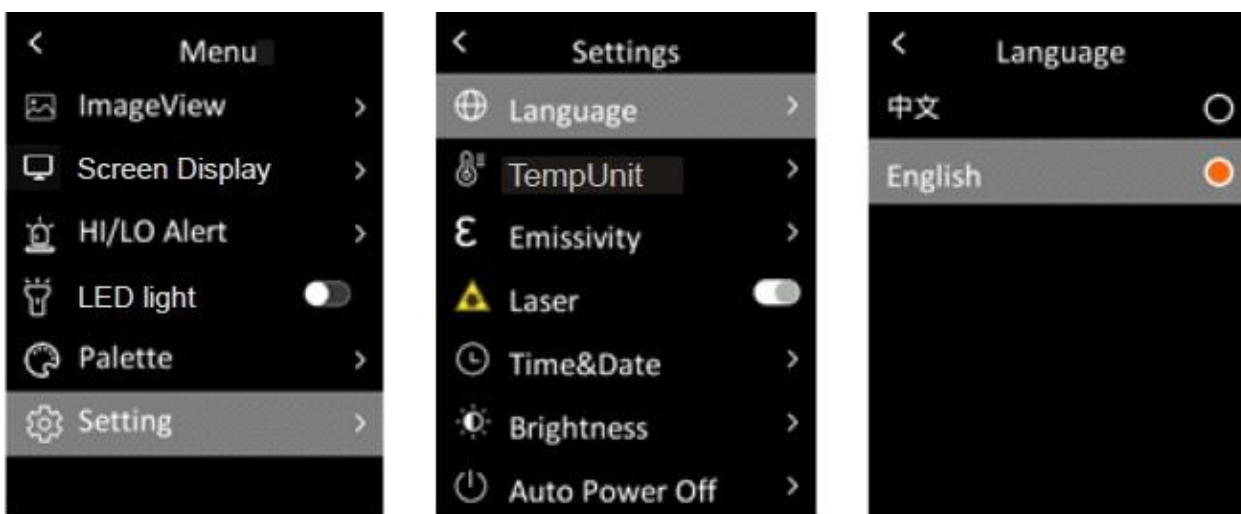 Menu
ImageView
Screen Display
HI/LO Alert
LED light
Palette
Setting
Settings
Language
TempUnit
Emissivity
Laser
Time&Date
Brightness
Auto Power Off
Language
中文
English